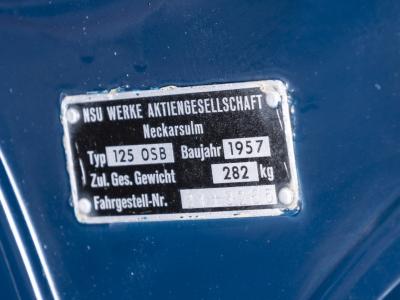 NSU WERKE AKTIENGESELLSCHAFT
Neckarsulm
Typ 125 OSB Baujahr 1957
Zul. Ges. Gewicht 282 kg
Fahrgestell-Nr.